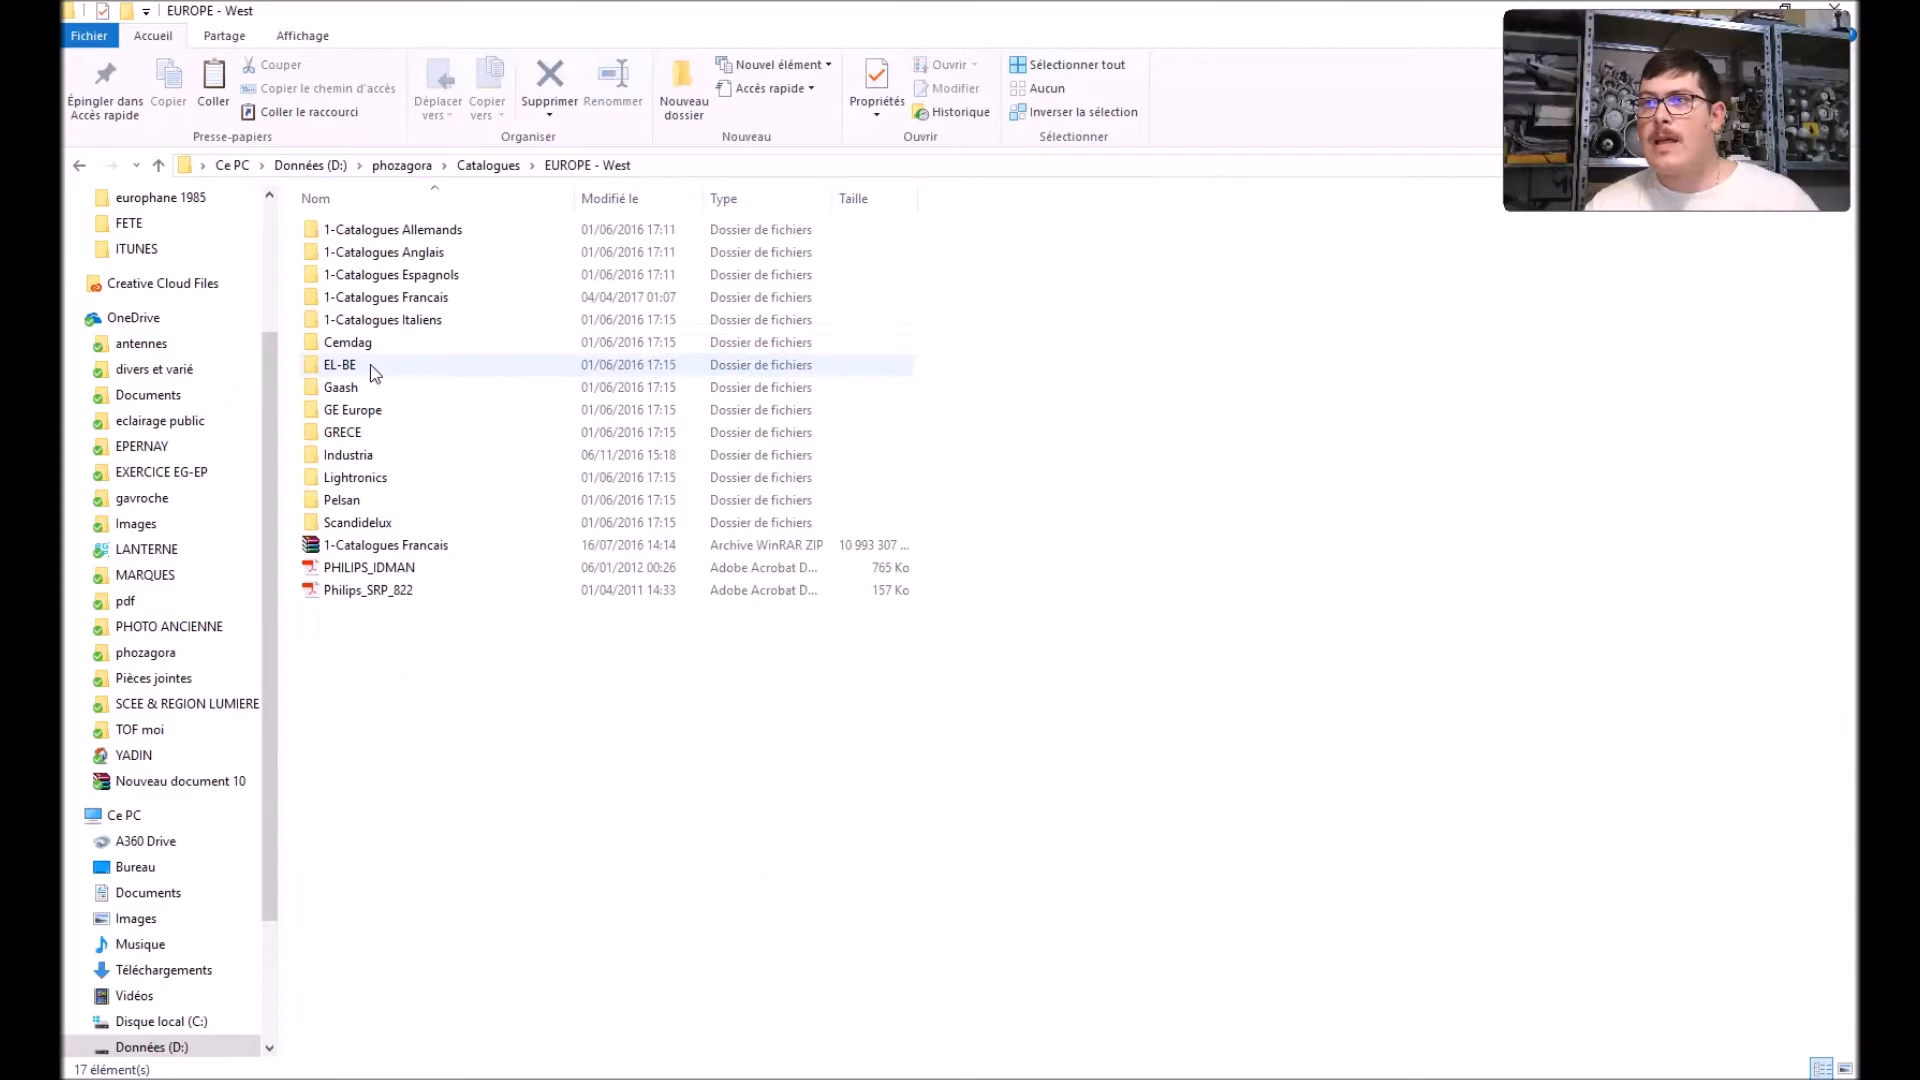 EUROPE - West
Fichier Accueil Partage Affichage
Épingler dans Accès rapide
Copier
Coller
Couper
Copier le chemin d'accès
Coller le raccourci
Presse-papiers
Déplacer vers
Copier vers
Supprimer
Renommer
Organiser
Nouveau dossier
Nouvel élément
Accès rapide
Nouveau
Propriétés
Ouvrir
Modifier
Historique
Ouvrir
Sélectionner tout
Aucun
Inverser la sélection
Sélectionner
Ce PC > Données (D:) > phozagora > Catalogues > EUROPE - West
europhane 1985
FETE
ITUNES
Creative Cloud Files
OneDrive
antennes
divers et varié
Documents
eclairage public
EPERNAY
EXERCICE EG-EP
gavroche
Images
LANTERNE
MARQUES
pdf
PHOTO ANCIENNE
phozagora
Pièces jointes
SCEE & REGION LUMIERE
TOF moi
YADIN
Nouveau document 10
Ce PC
A360 Drive
Bureau
Documents
Images
Musique
Téléchargements
Vidéos
Disque local (C:)
Données (D:)
Nom Modifié le Type Taille
1-Catalogues Allemands 01/06/2016 17:11 Dossier de fichiers
1-Catalogues Anglais 01/06/2016 17:11 Dossier de fichiers
1-Catalogues Espagnols 01/06/2016 17:11 Dossier de fichiers
1-Catalogues Francais 04/04/2017 01:07 Dossier de fichiers
1-Catalogues Italiens 01/06/2016 17:15 Dossier de fichiers
Cemdag 01/06/2016 17:15 Dossier de fichiers
EL-BE 01/06/2016 17:15 Dossier de fichiers
Gaash 01/06/2016 17:15 Dossier de fichiers
GE Europe 01/06/2016 17:15 Dossier de fichiers
GRECE 01/06/2016 17:15 Dossier de fichiers
Industria 06/11/2016 15:18 Dossier de fichiers
Lightronics 01/06/2016 17:15 Dossier de fichiers
Pelsan 01/06/2016 17:15 Dossier de fichiers
Scandidelux 01/06/2016 17:15 Dossier de fichiers
1-Catalogues Francais 16/07/2016 14:14 Archive WinRAR ZIP 10 993 307 ...
PHILIPS_IDMAN 06/01/2012 00:26 Adobe Acrobat D... 765 Ko
Philips_SRP_822 01/04/2011 14:33 Adobe Acrobat D... 157 Ko
17 élément(s)